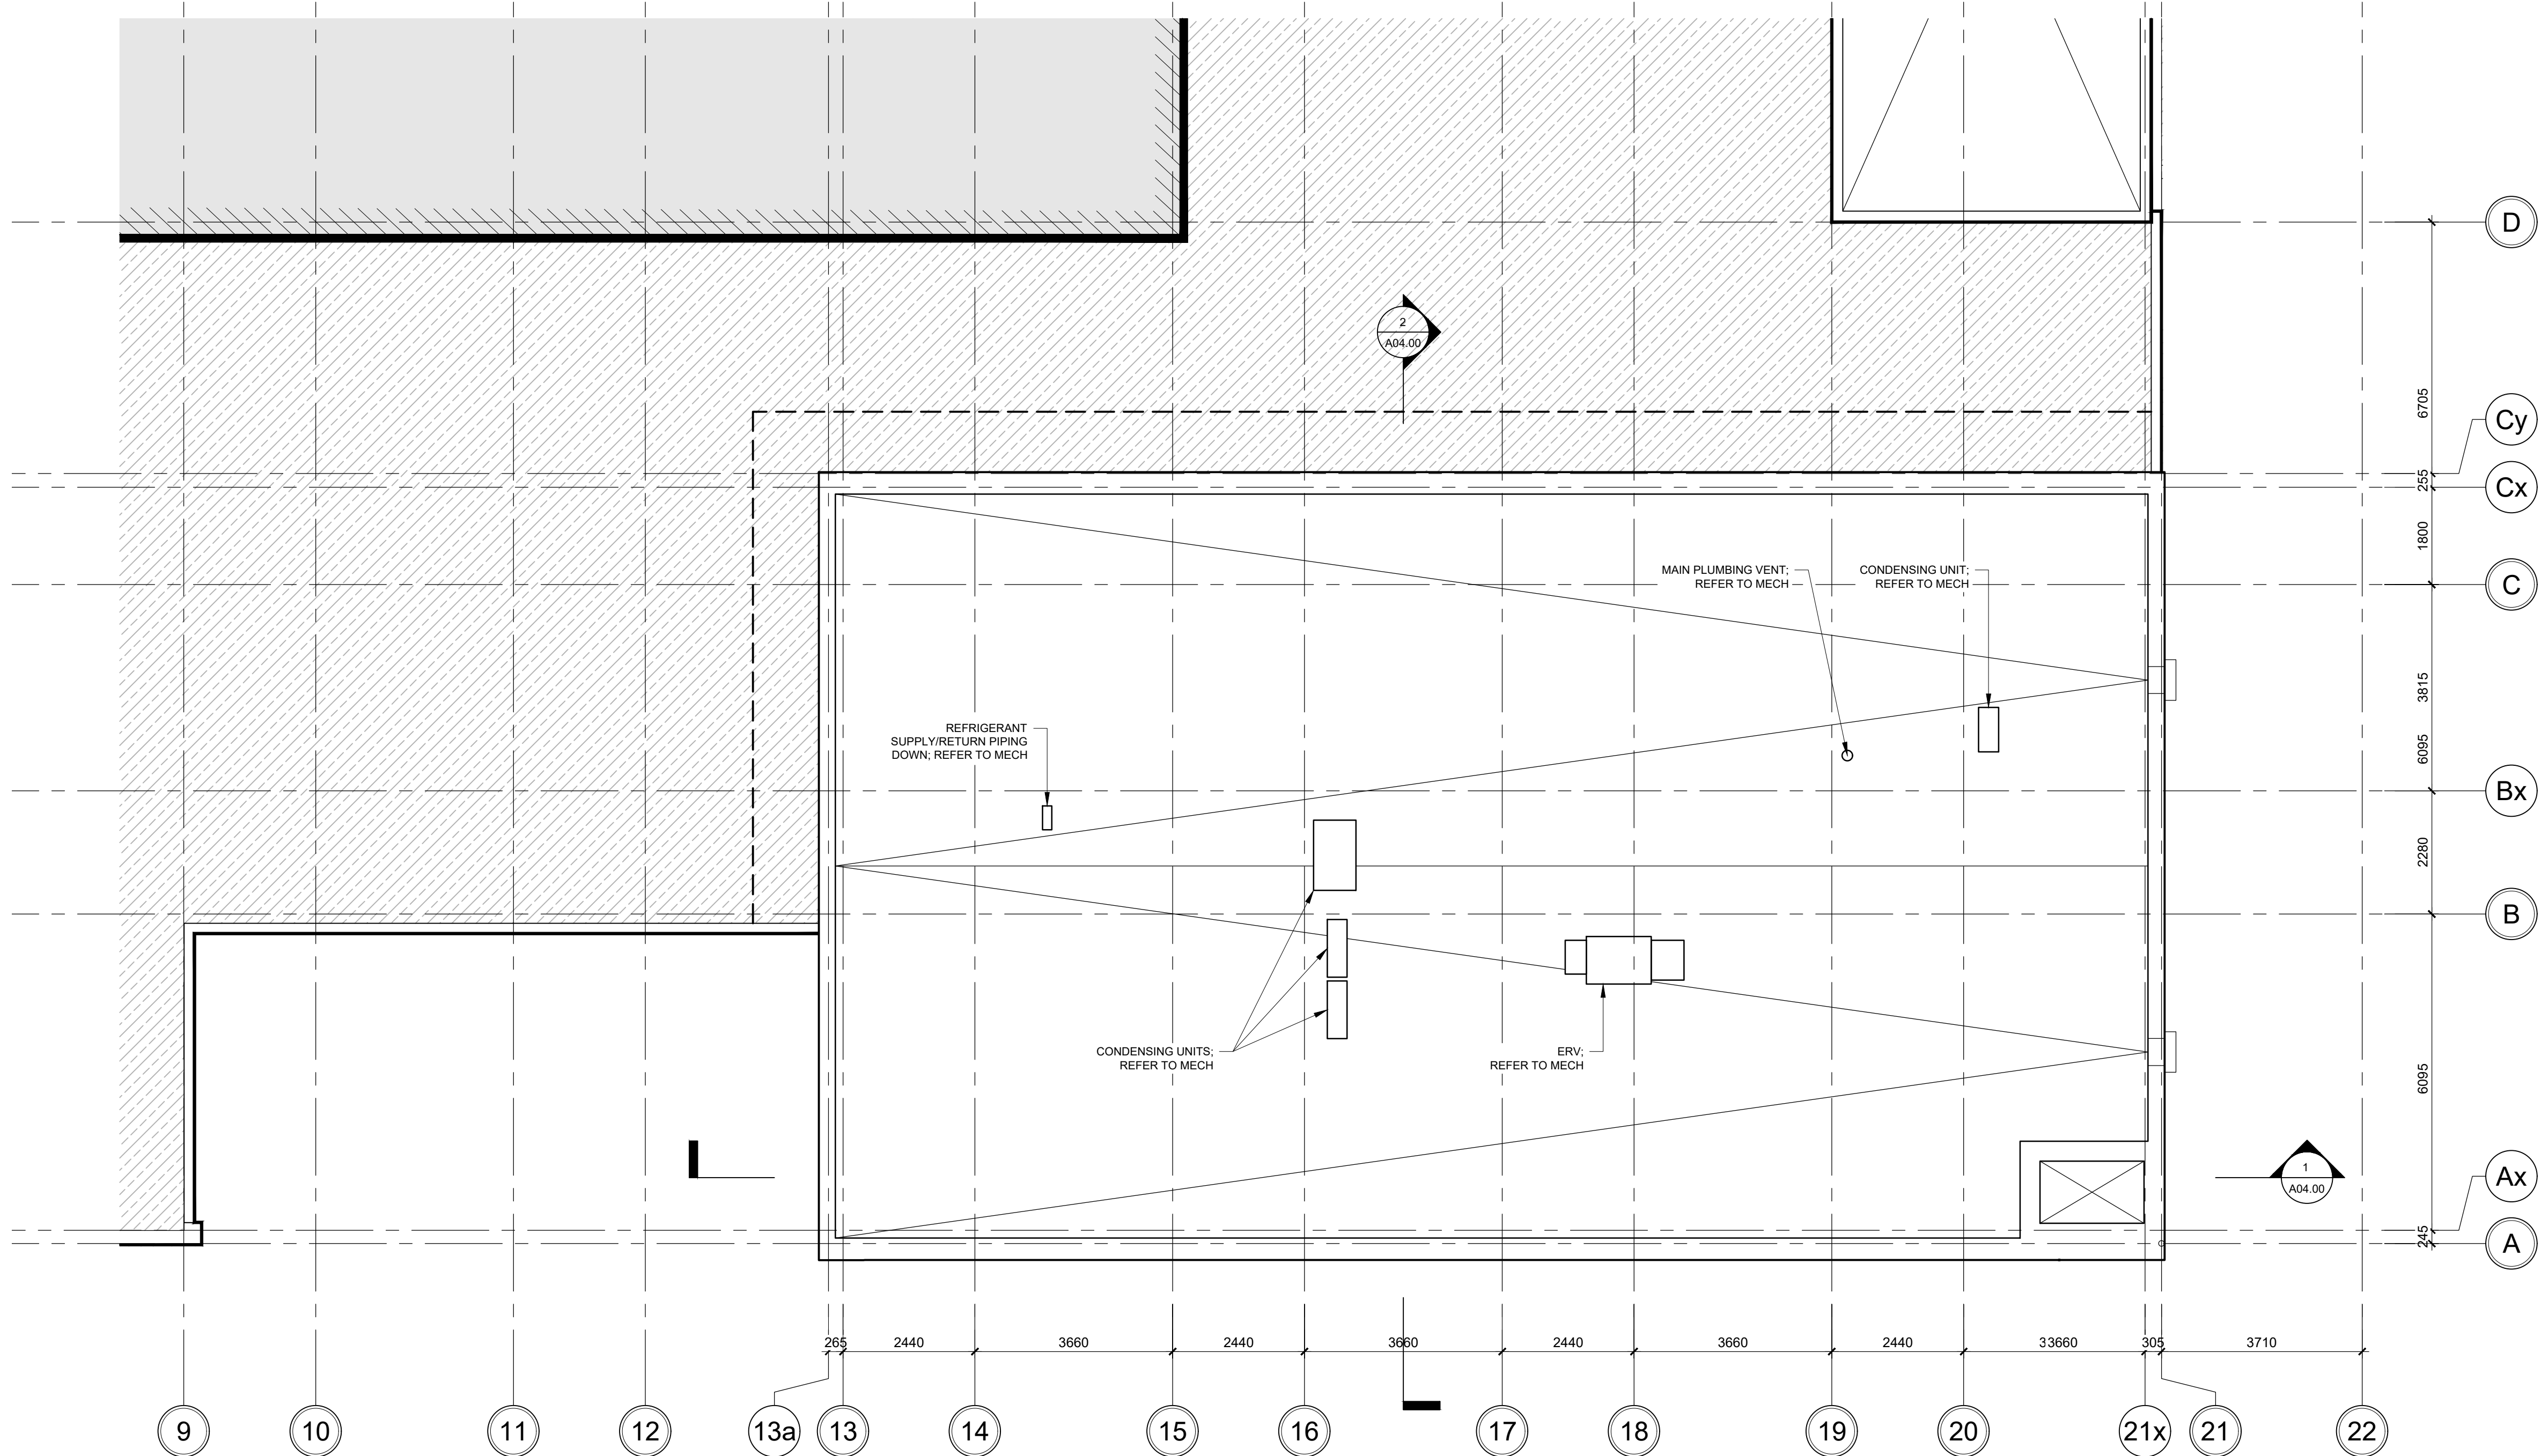 D
2
A04.00
6705
Cy
255
Cx
1800
MAIN PLUMBING VENT;
REFER TO MECH
CONDENSING UNIT;
REFER TO MECH
C
3815
REFRIGERANT
SUPPLY/RETURN PIPING
DOWN; REFER TO MECH
6095
Bx
2280
B
CONDENSING UNITS;
REFER TO MECH
ERV;
REFER TO MECH
6095
1
A04.00
Ax
245
A
265
2440
3660
2440
3660
2440
3660
2440
33660
305
3710
9
10
11
12
13a
13
14
15
16
17
18
19
20
21x
21
22